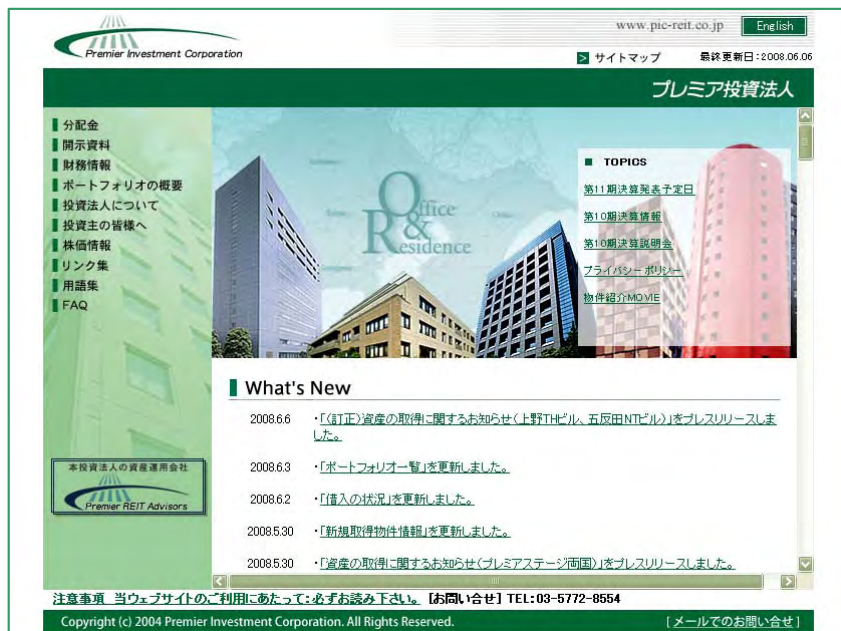 www.pic-reit.co.jp
English
Premier Investment Corporation
サイトマップ
最終更新日:2008.06.06
プレミア投資法人
分配金
開示資料
財務情報
ポートフォリオの概要
投資法人について
投資主の皆様へ
株価情報
リンク集
用語集
FAQ
Office
&
Residence
TOPICS
第11期決算発表予定日
第10期決算情報
第10期決算説明会
プライバシーポリシー
物件紹介MOVIE
What's New
2008.6.6 ・「(訂正)資産の取得に関するお知らせ(上野THビル、五反田NTビル)」をプレスリリースしま
した。
2008.6.3 ・「ポートフォリオ一覧」を更新しました。
2008.6.2 ・「借入の状況」を更新しました。
2008.5.30 ・「新規取得物件情報」を更新しました。
2008.5.30 ・「資産の取得に関するお知らせ(プレミアステージ両国)」をプレスリリースしました。
本投資法人の資産運用会社
Premier REIT Advisors
注意事項 当ウェブサイトのご利用にあたって:必ずお読み下さい。 [お問い合せ] TEL:03-5772-8554
Copyright (c) 2004 Premier Investment Corporation. All Rights Reserved.
[メールでのお問い合せ]